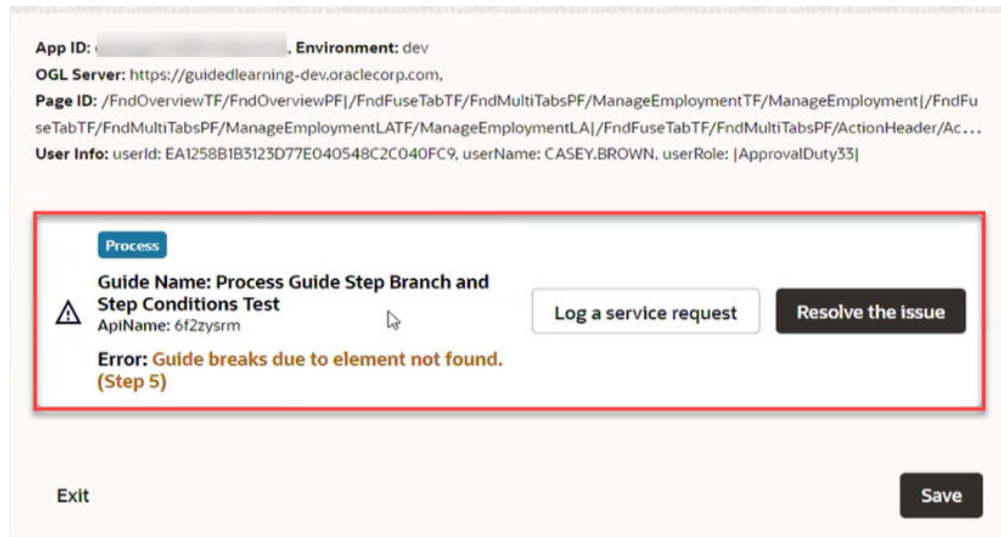 App ID: , Environment: dev
OGL Server: https://guidedlearning-dev.oraclecorp.com,
Page ID: /FndOverviewTF/FndOverviewPF|/FndFuseTabTF/FndMultiTabsPF/ManageEmploymentTF/ManageEmployment|/FndFu
seTabTF/FndMultiTabsPF/ManageEmploymentLATF/ManageEmploymentLA|/FndFuseTabTF/FndMultiTabsPF/ActionHeader/Ac...
User Info: userId: EA1258B1B3123D77E040548C2C040FC9, userName: CASEY.BROWN, userRole: |ApprovalDuty33|
Process
Guide Name: Process Guide Step Branch and
Step Conditions Test
ApiName: 6f2zysrm
Error: Guide breaks due to element not found.
(Step 5)
Log a service request
Resolve the issue
Exit
Save